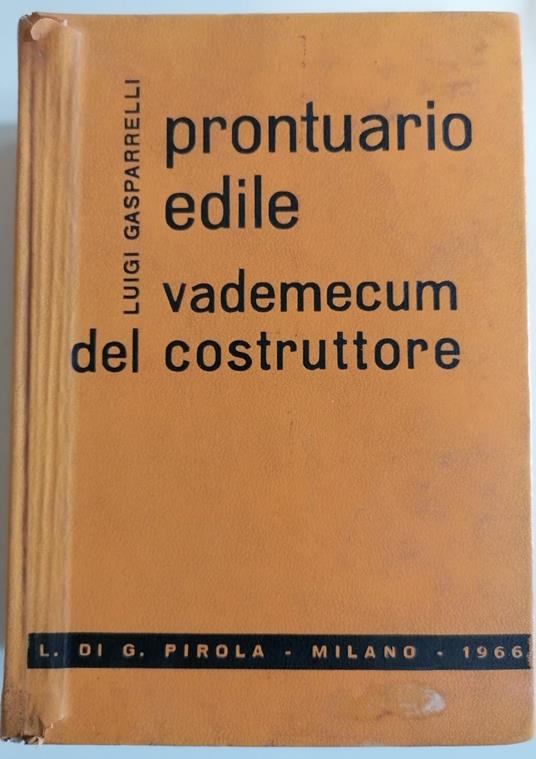 LUIGI GASPARRELLI
prontuario
edile
vademecum
del costruttore
L. DI G. PIROLA - MILANO - 1966